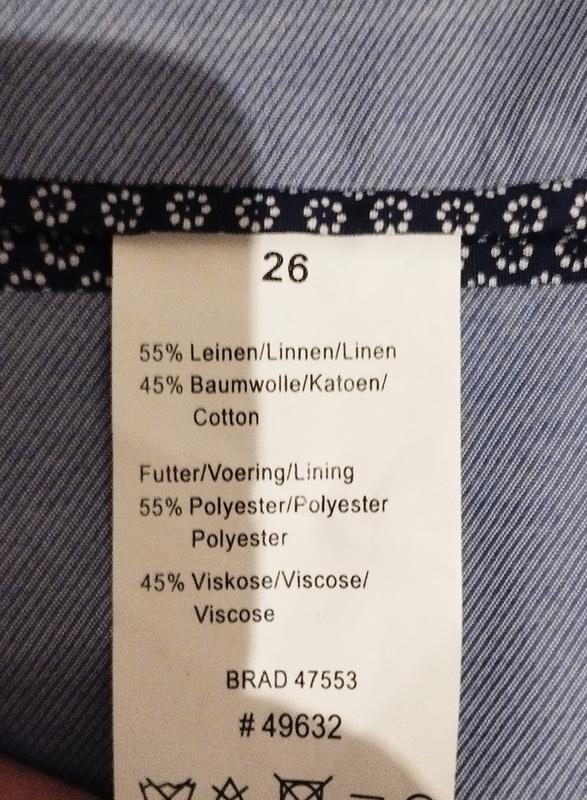 26
55% Leinen/Linnen/Linen
45% Baumwolle/Katoen/
Cotton
Futter/Voering/Lining
55% Polyester/Polyester
Polyester
45% Viskose/Viscose/
Viscose
BRAD 47553
# 49632